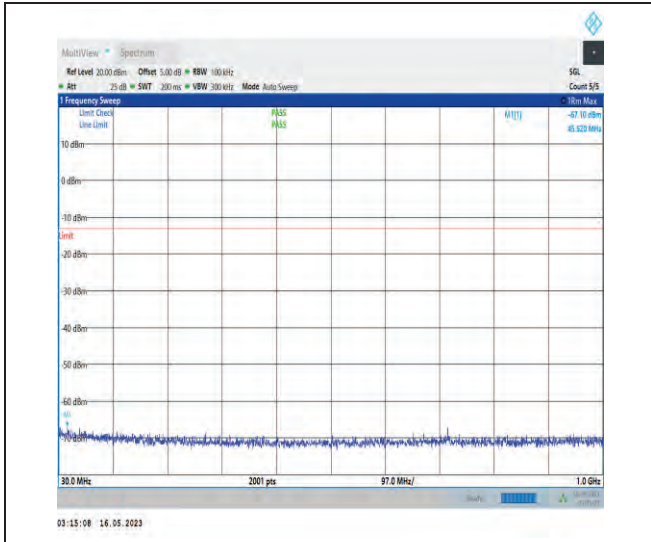 MultiView Spectrum
Ref Level 20.00 dBm Offset 5.00 dB RBW 100 kHz SGL
Att 25 dB SWT 200 ms VBW 300 kHz Mode Auto Sweep Count 5/5
1 Frequency Sweep 1Rm Max
Limit Check PASS M1[1] -67.10 dBm
Line Limit PASS 45.520 MHz
10 dBm
0 dBm
-10 dBm
Limit
-20 dBm
-30 dBm
-40 dBm
-50 dBm
-60 dBm
-70 dBm
30.0 MHz 2001 pts 97.0 MHz/ 1.0 GHz
03:15:08 16.05.2023